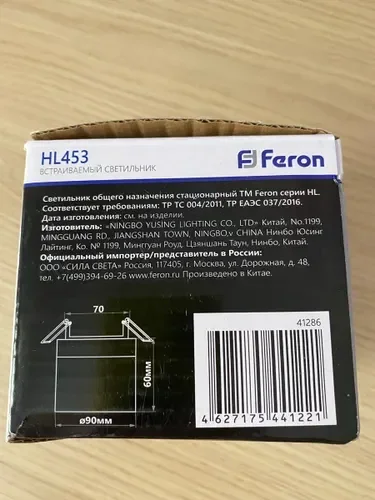 HL453
ВСТРАИВАЕМЫЙ СВЕТИЛЬНИК
Feron
Светильник общего назначения стационарный ТМ Feron серии HL.
Соответствует требованиям: ТР ТС 004/2011, ТР ЕАЭС 037/2016.
Дата изготовления: см. на изделии.
Изготовитель: «NINGBO YUSING LIGHTING CO., LTD» Китай, No.1199,
MINGGUANG RD., JIANGSHAN TOWN, NINGBO,v CHINA Нинбо Юсинг
Лайтинг, Ко. № 1199, Минггуан Роуд, Цзяншань Таун, Нинбо, Китай.
Официальный импортер/представитель в России:
ООО «СИЛА СВЕТА» Россия, 117405, г. Москва, ул. Дорожная, д. 48,
тел. +7(499)394-69-26 www.feron.ru Произведено в Китае.
70
60мм
ø90мм
41286
4 627175 441221